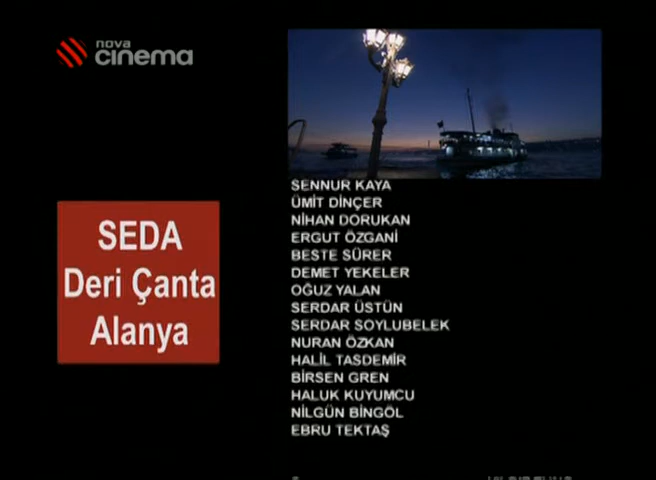 nova
cinema
SEDA
Deri Çanta
Alanya
SENNUR KAYA
ÜMİT DİNÇER
NİHAN DORUKAN
ERGUT ÖZGANİ
BESTE SÜRER
DEMET YEKELER
OĞUZ YALAN
SERDAR ÜSTÜN
SERDAR SOYLUBELEK
NURAN ÖZKAN
HALİL TASDEMİR
BİRSEN GREN
HALUK KUYUMCU
NİLGÜN BİNGÖL
EBRU TEKTAŞ